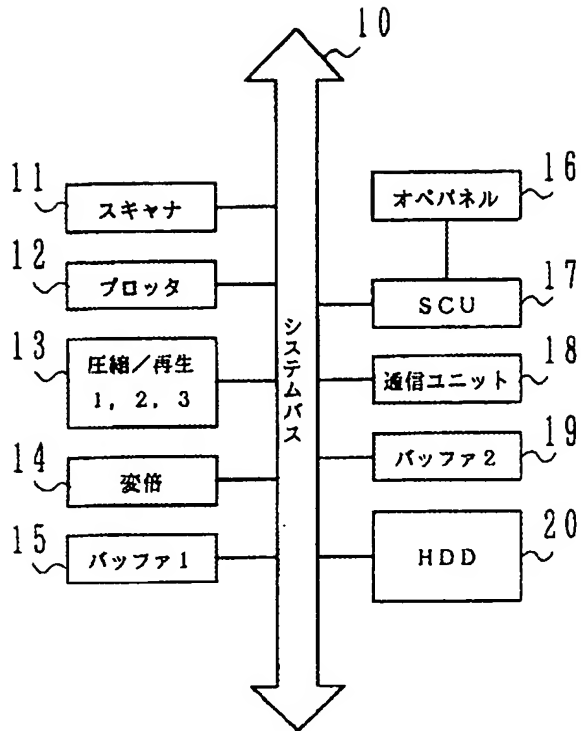 10
11
スキャナ
12
プロッタ
13
圧縮/再生
1, 2, 3
14
変倍
15
バッファ1
システムバス
16
オペパネル
17
SCU
18
通信ユニット
19
バッファ2
20
HDD